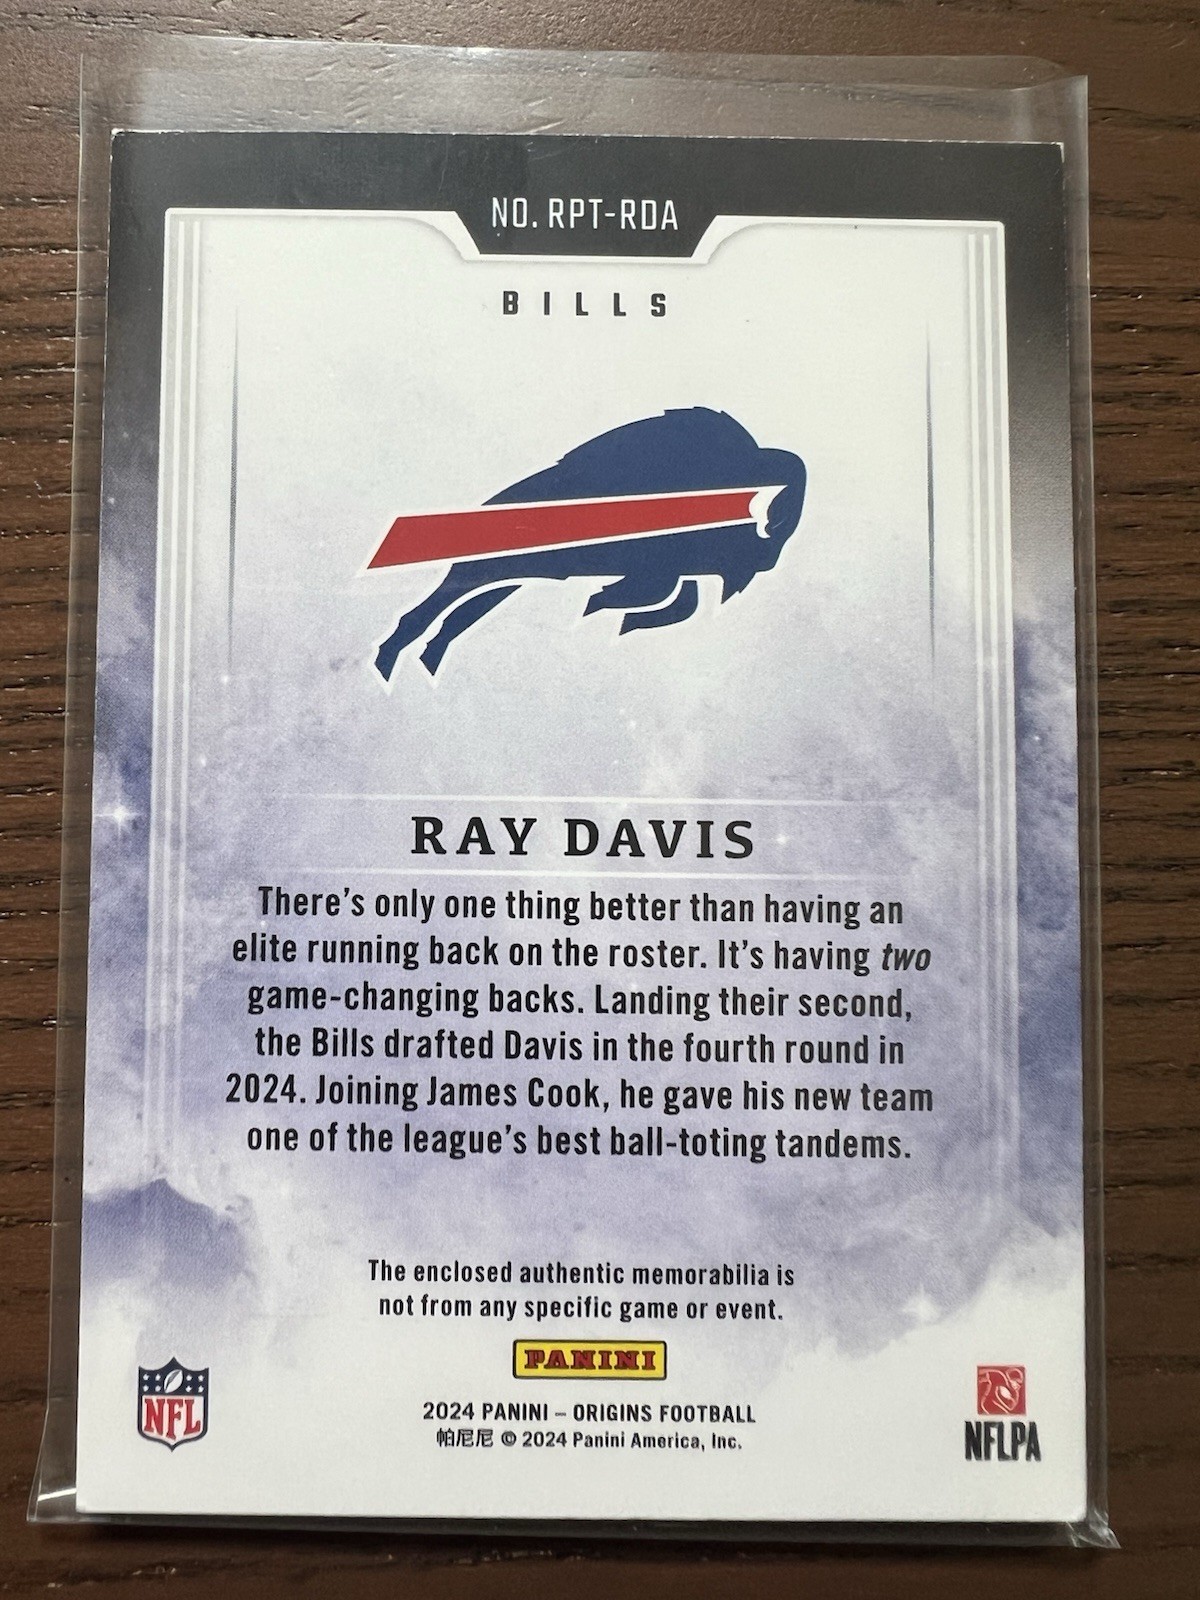 NO. RPT-RDA
BILLS
RAY DAVIS
There's only one thing better than having an
elite running back on the roster. It's having two
game-changing backs. Landing their second,
the Bills drafted Davis in the fourth round in
2024. Joining James Cook, he gave his new team
one of the league's best ball-toting tandems.
The enclosed authentic memorabilia is
not from any specific game or event.
PANINI
NFL
2024 PANINI – ORIGINS FOOTBALL
帕尼尼 © 2024 Panini America, Inc.
NFLPA